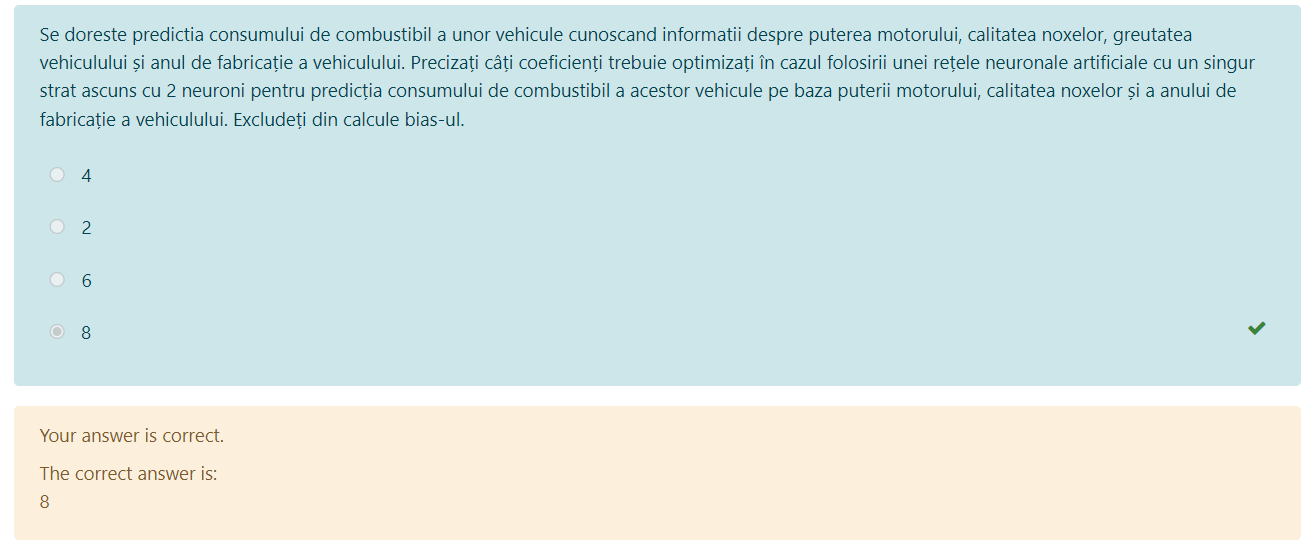 Se doreste predictia consumului de combustibil a unor vehicule cunoscand informatii despre puterea motorului, calitatea noxelor, greutatea
vehiculului și anul de fabricație a vehiculului. Precizați câți coeficienți trebuie optimizați în cazul folosirii unei rețele neuronale artificiale cu un singur
strat ascuns cu 2 neuroni pentru predicția consumului de combustibil a acestor vehicule pe baza puterii motorului, calitatea noxelor și a anului de
fabricație a vehiculului. Excludeți din calcule bias-ul.
4
2
6
8
Your answer is correct.
The correct answer is:
8